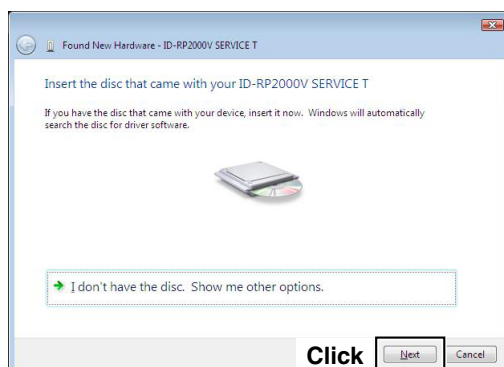 Found New Hardware - ID-RP2000V SERVICE T
Insert the disc that came with your ID-RP2000V SERVICE T
If you have the disc that came with your device, insert it now.  Windows will automatically
search the disc for driver software.
I don't have the disc.  Show me other options.
Click Next Cancel